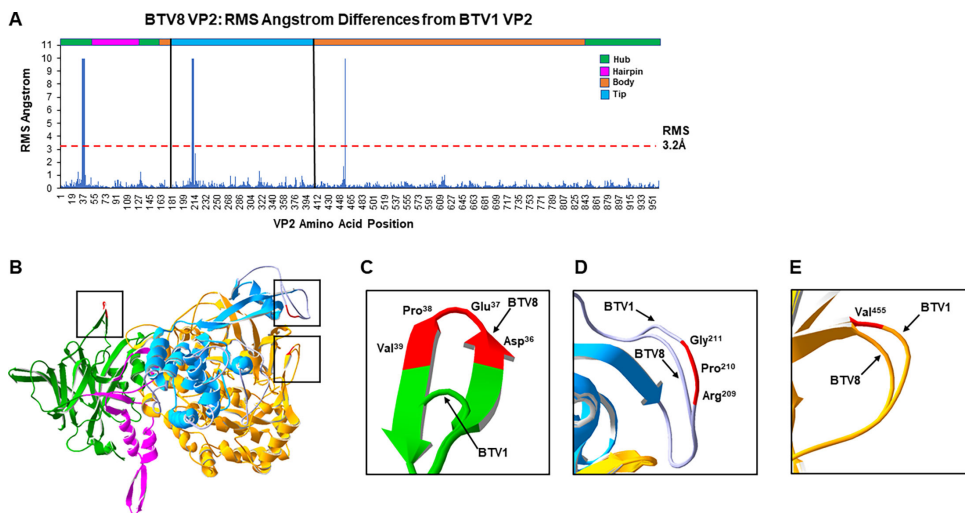 A
BTV8 VP2: RMS Angstrom Differences from BTV1 VP2
RMS Angstrom
11
10
9
8
7
6
5
4
3
2
1
0
Hub
Hairpin
Body
Tip
RMS
3.2Å
1 19 37 55 73 91 109 127 145 163 181 199 214 232 250 268 286 304 322 340 358 376 394 412 430 448 465 483 501 519 537 555 573 591 609 627 645 663 681 699 717 735 753 771 789 807 825 843 861 879 897 915 933 951
VP2 Amino Acid Position
B
C
Pro38
Glu37
BTV8
Val39
Asp36
BTV1
D
BTV1
Gly211
BTV8
Pro210
Arg209
E
Val455
BTV1
BTV8